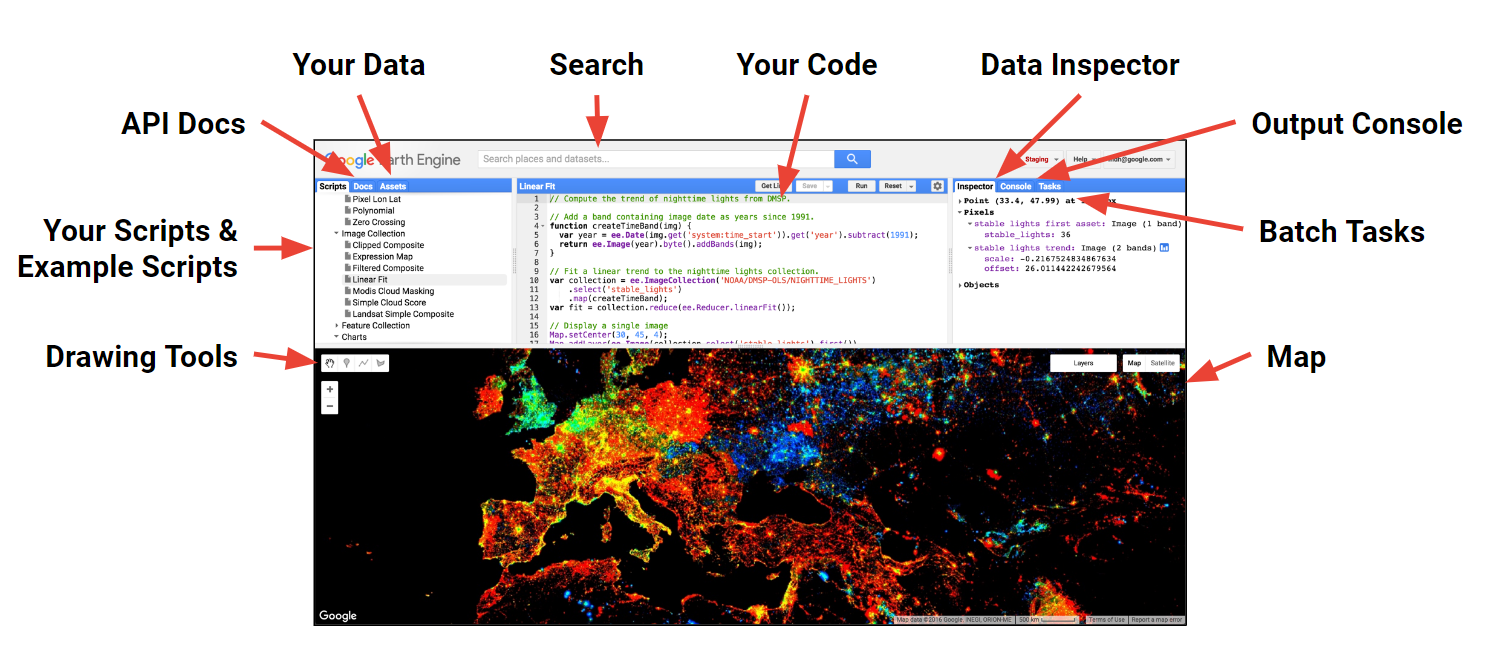 Your Data
Search
Your Code
Data Inspector
API Docs
Output Console
Google Earth Engine
Search places and datasets...
Staging
Help
@google.com
Scripts Docs Assets
Linear Fit
Get Li
Save
Run
Reset
Inspector Console Tasks
Your Scripts &
Example Scripts
Pixel Lon Lat
Polynomial
Zero Crossing
Image Collection
Clipped Composite
Expression Map
Filtered Composite
Linear Fit
Modis Cloud Masking
Simple Cloud Score
Landsat Simple Composite
Feature Collection
Charts
1 // Compute the trend of nighttime lights from DMSP.
2
3 // Add a band containing image date as years since 1991.
4 function createTimeBand(img) {
5 var year = ee.Date(img.get('system:time_start')).get('year').subtract(1991);
6 return ee.Image(year).byte().addBands(img);
7 }
8
9 // Fit a linear trend to the nighttime lights collection.
10 var collection = ee.ImageCollection('NOAA/DMSP-OLS/NIGHTTIME_LIGHTS')
11 .select('stable_lights')
12 .map(createTimeBand);
13 var fit = collection.reduce(ee.Reducer.linearFit());
14
15 // Display a single image
16 Map.setCenter(30, 45, 4);
17 Map.addLayer(ee.Image(collection.select('stable_lights').first())
Point (33.4, 47.99) at
Pixels
stable lights first asset: Image (1 band)
stable_lights: 36
stable lights trend: Image (2 bands)
scale: -0.2167524834867634
offset: 26.011442242679564
Objects
Batch Tasks
Drawing Tools
Map
Layers
Map
Satellite
+
−
Google
Map data ©2016 Google, INEGI, ORION-ME
500 km
Terms of Use
Report a map error